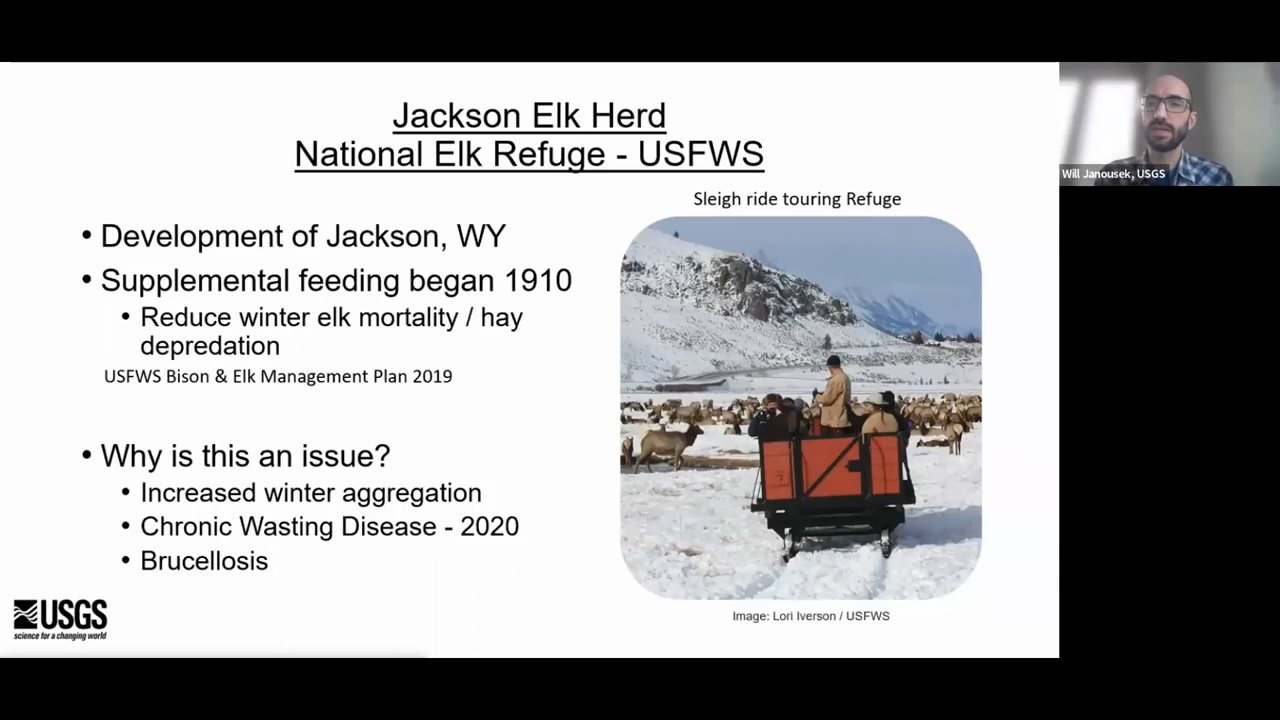 Jackson Elk Herd
National Elk Refuge - USFWS
Sleigh ride touring Refuge
• Development of Jackson, WY
• Supplemental feeding began 1910
• Reduce winter elk mortality / hay
depredation
USFWS Bison & Elk Management Plan 2019
• Why is this an issue?
• Increased winter aggregation
• Chronic Wasting Disease - 2020
• Brucellosis
USGS
science for a changing world
Image: Lori Iverson / USFWS
Will Janousek, USGS